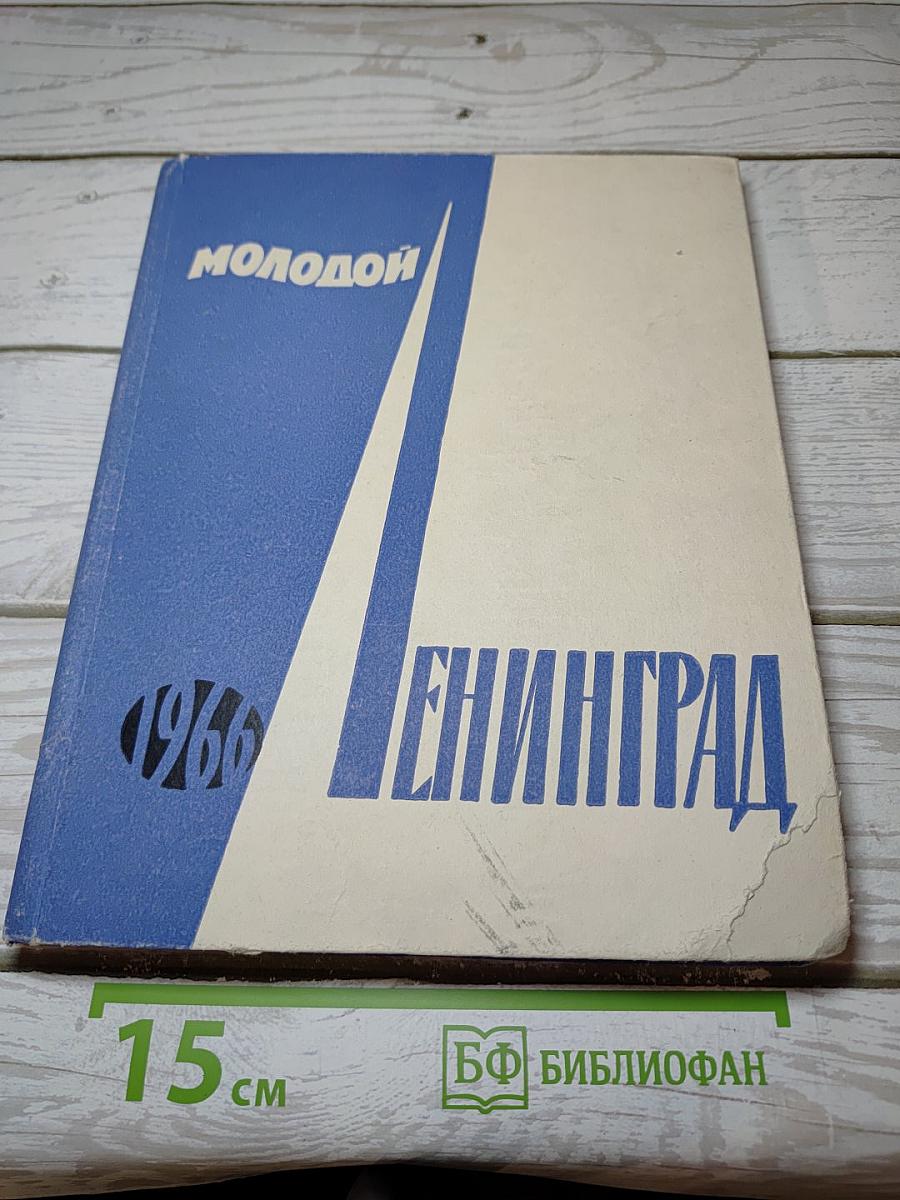 МОЛОДОЙ
ЛЕНИНГРАД
1966
15 см
БФ БИБЛИОФАН